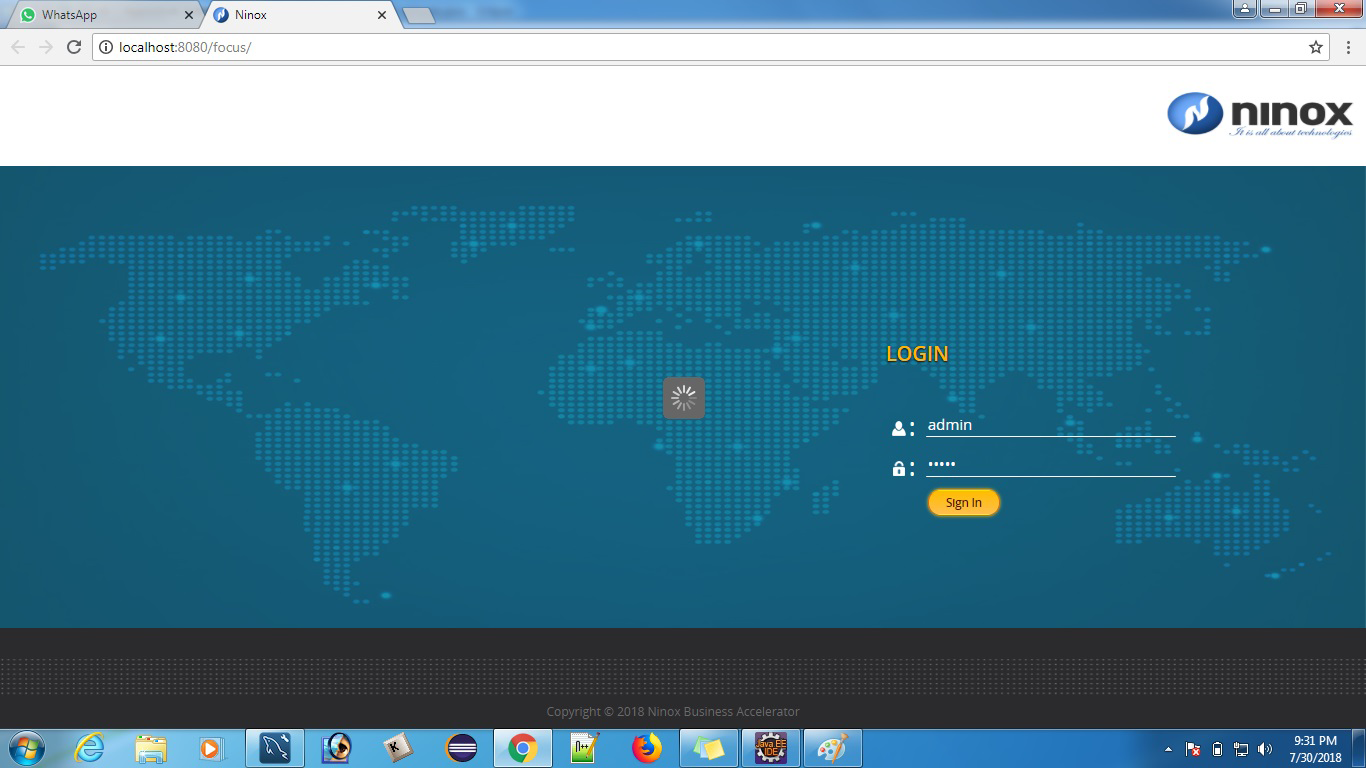 WhatsApp
Ninox
localhost:8080/focus/
ninox
It is all about technologies
LOGIN
: admin
: •••••
Sign In
Copyright © 2018 Ninox Business Accelerator
K
n++
Java EE
IDE
9:31 PM
7/30/2018